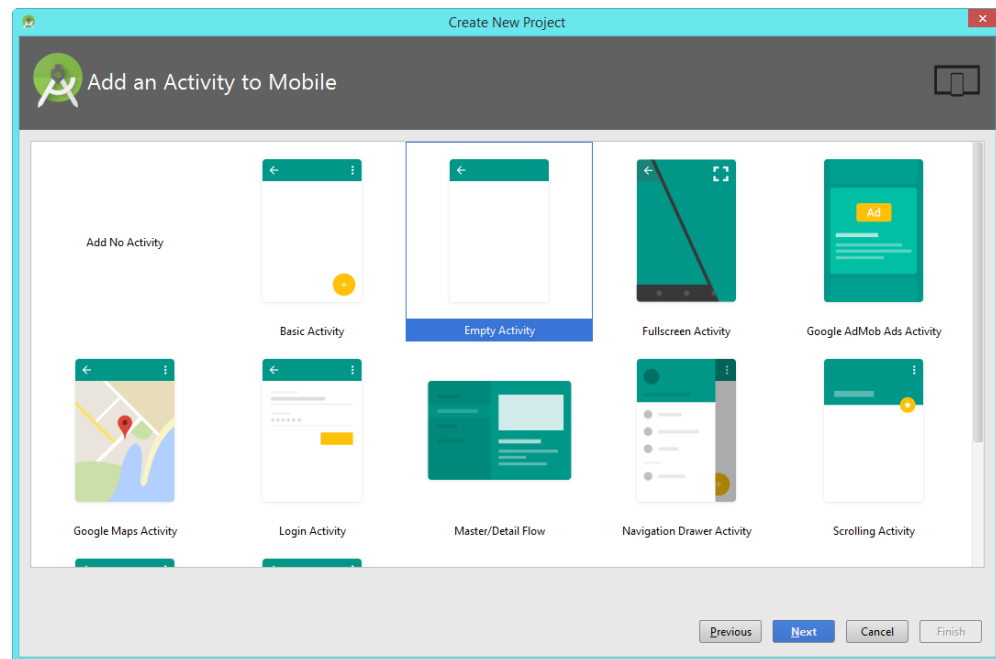 Create New Project
Add an Activity to Mobile
Add No Activity
Basic Activity
Empty Activity
Fullscreen Activity
Ad
Google AdMob Ads Activity
Google Maps Activity
Login Activity
Master/Detail Flow
Navigation Drawer Activity
Scrolling Activity
Previous
Next
Cancel
Finish